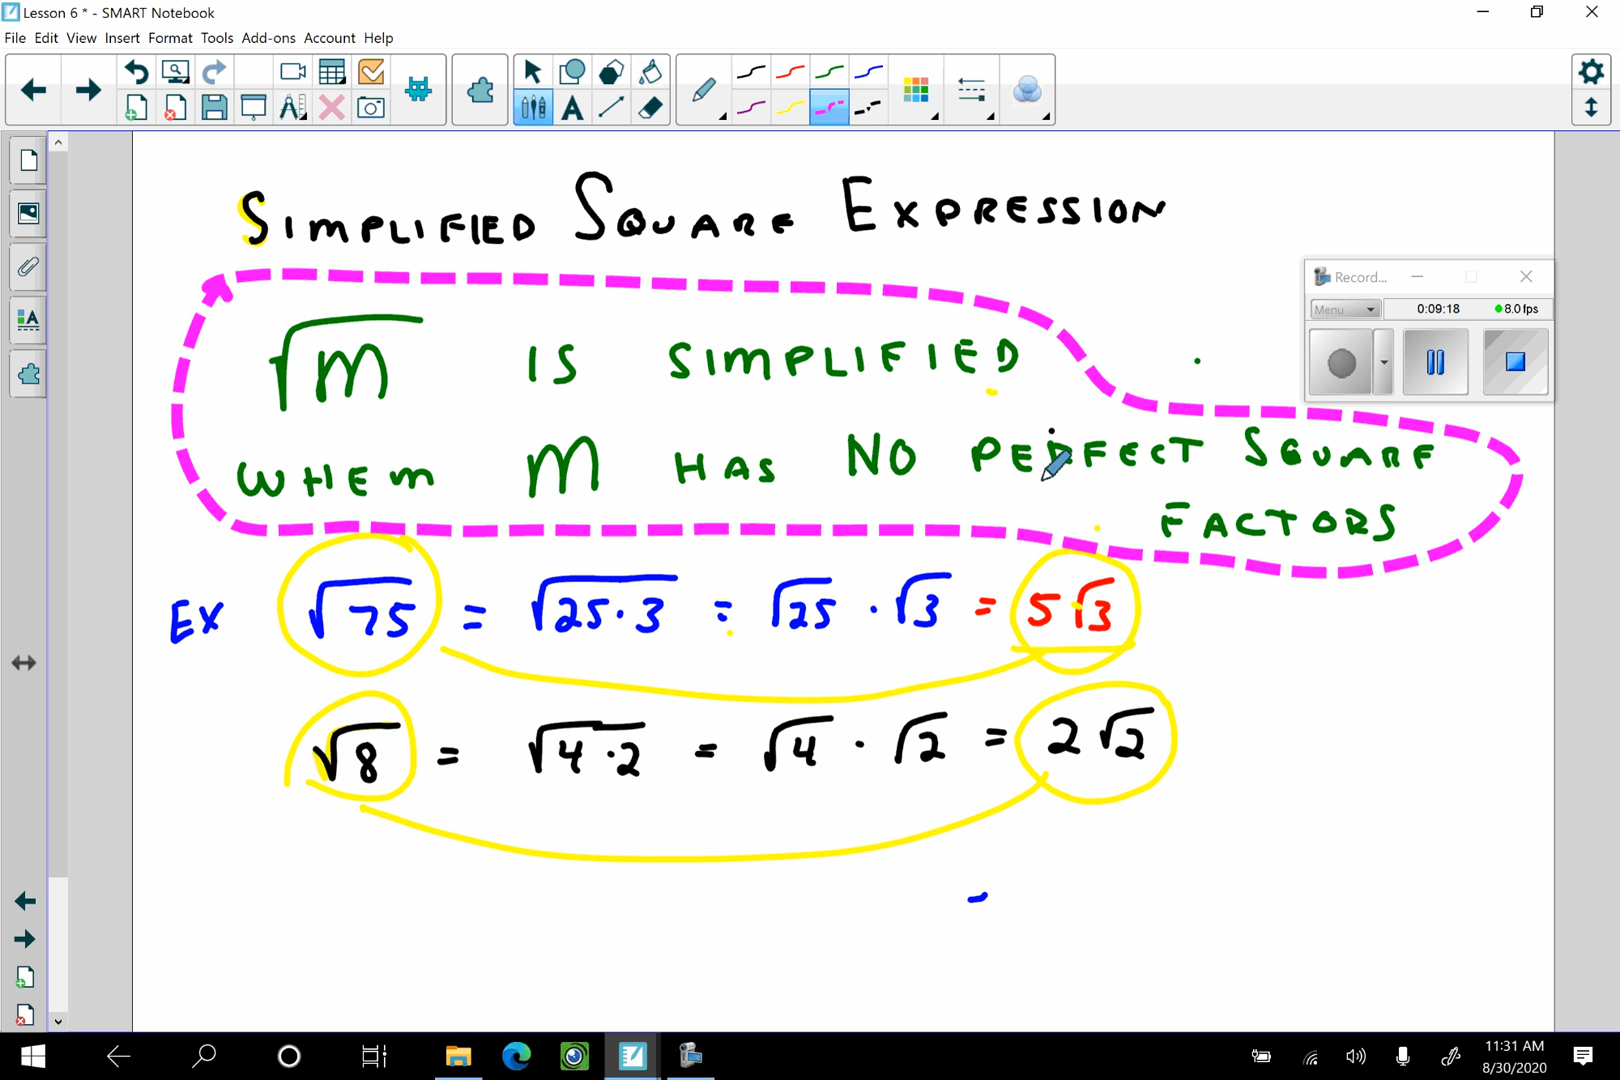 Lesson 6 * - SMART Notebook
File Edit View Insert Format Tools Add-ons Account Help
SIMPLIFIED SQUARE EXPRESSION
Record...
Menu 0:09:18 8.0 fps
√m IS SIMPLIFIED
WHEM m HAS NO PERFECT SQUARE
FACTORS
EX √75 = √25·3 = √25 · √3 = 5√3
√8 = √4·2 = √4 · √2 = 2√2
11:31 AM
8/30/2020